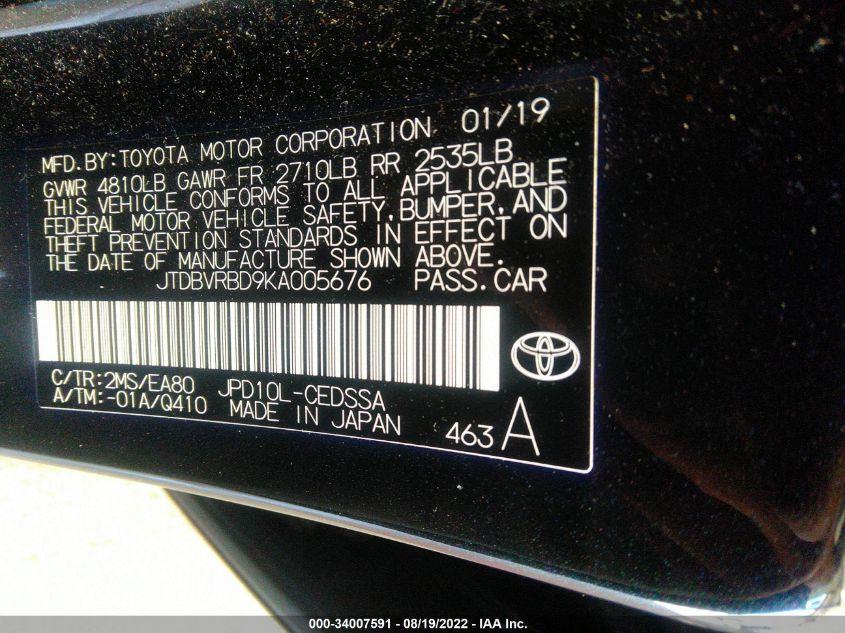 MFD.BY:TOYOTA MOTOR CORPORATION 01/19
GVWR 4810LB GAWR FR 2710LB RR 2535LB
THIS VEHICLE CONFORMS TO ALL APPLICABLE
FEDERAL MOTOR VEHICLE SAFETY,BUMPER,AND
THEFT PREVENTION STANDARDS IN EFFECT ON
THE DATE OF MANUFACTURE SHOWN ABOVE.
JTDBVRBD9KA005676 PASS.CAR
C/TR:2MS/EA80 JPD10L-CEDSSA
A/TM:-01A/Q410 MADE IN JAPAN
463 A
000-34007591 - 08/19/2022 - IAA Inc.